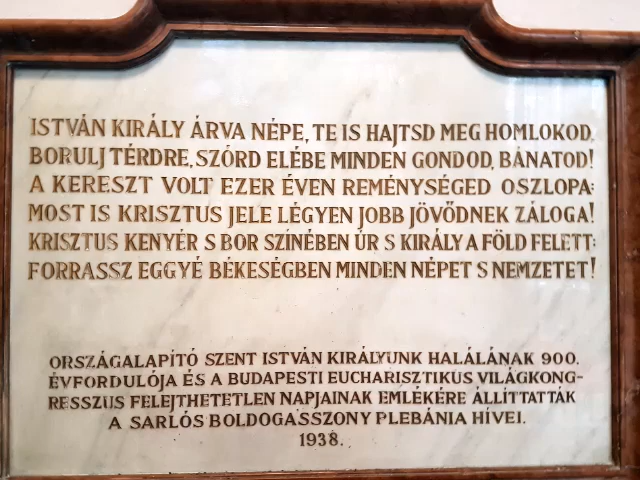 ISTVÁN KIRÁLY ÁRVA NÉPE, TE IS HAJTSD MEG HOMLOKOD,
BORULJ TÉRDRE, SZÓRD ELÉBE MINDEN GONDOD, BÁNATOD!
A KERESZT VOLT EZER ÉVEN REMÉNYSÉGED OSZLOPA:
MOST IS KRISZTUS JELE LÉGYEN JOBB JÖVŐDNEK ZÁLOGA!
KRISZTUS KENYÉR S BOR SZÍNÉBEN ÚR S KIRÁLY A FÖLD FELETT:
FORRASSZ EGGYÉ BÉKESÉGBEN MINDEN NÉPET S NEMZETET!
ORSZÁGALAPÍTÓ SZENT ISTVÁN KIRÁLYUNK HALÁLÁNAK 900.
ÉVFORDULÓJA ÉS A BUDAPESTI EUCHARISZTIKUS VILÁGKONG-
RESSZUS FELEJTHETETLEN NAPJAINAK EMLÉKÉRE ÁLLÍTTATTÁK
A SARLÓS BOLDOGASSZONY PLEBÁNIA HÍVEI.
1938.